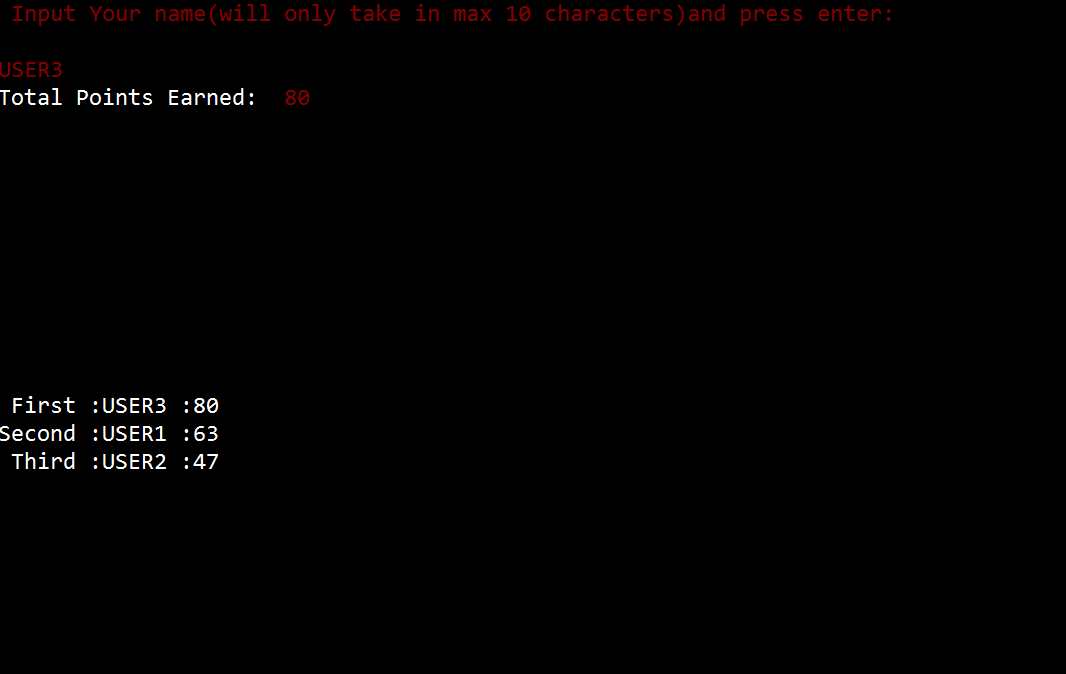 Input Your name(will only take in max 10 characters)and press enter:
USER3
Total Points Earned:  80
First :USER3 :80
Second :USER1 :63
Third :USER2 :47